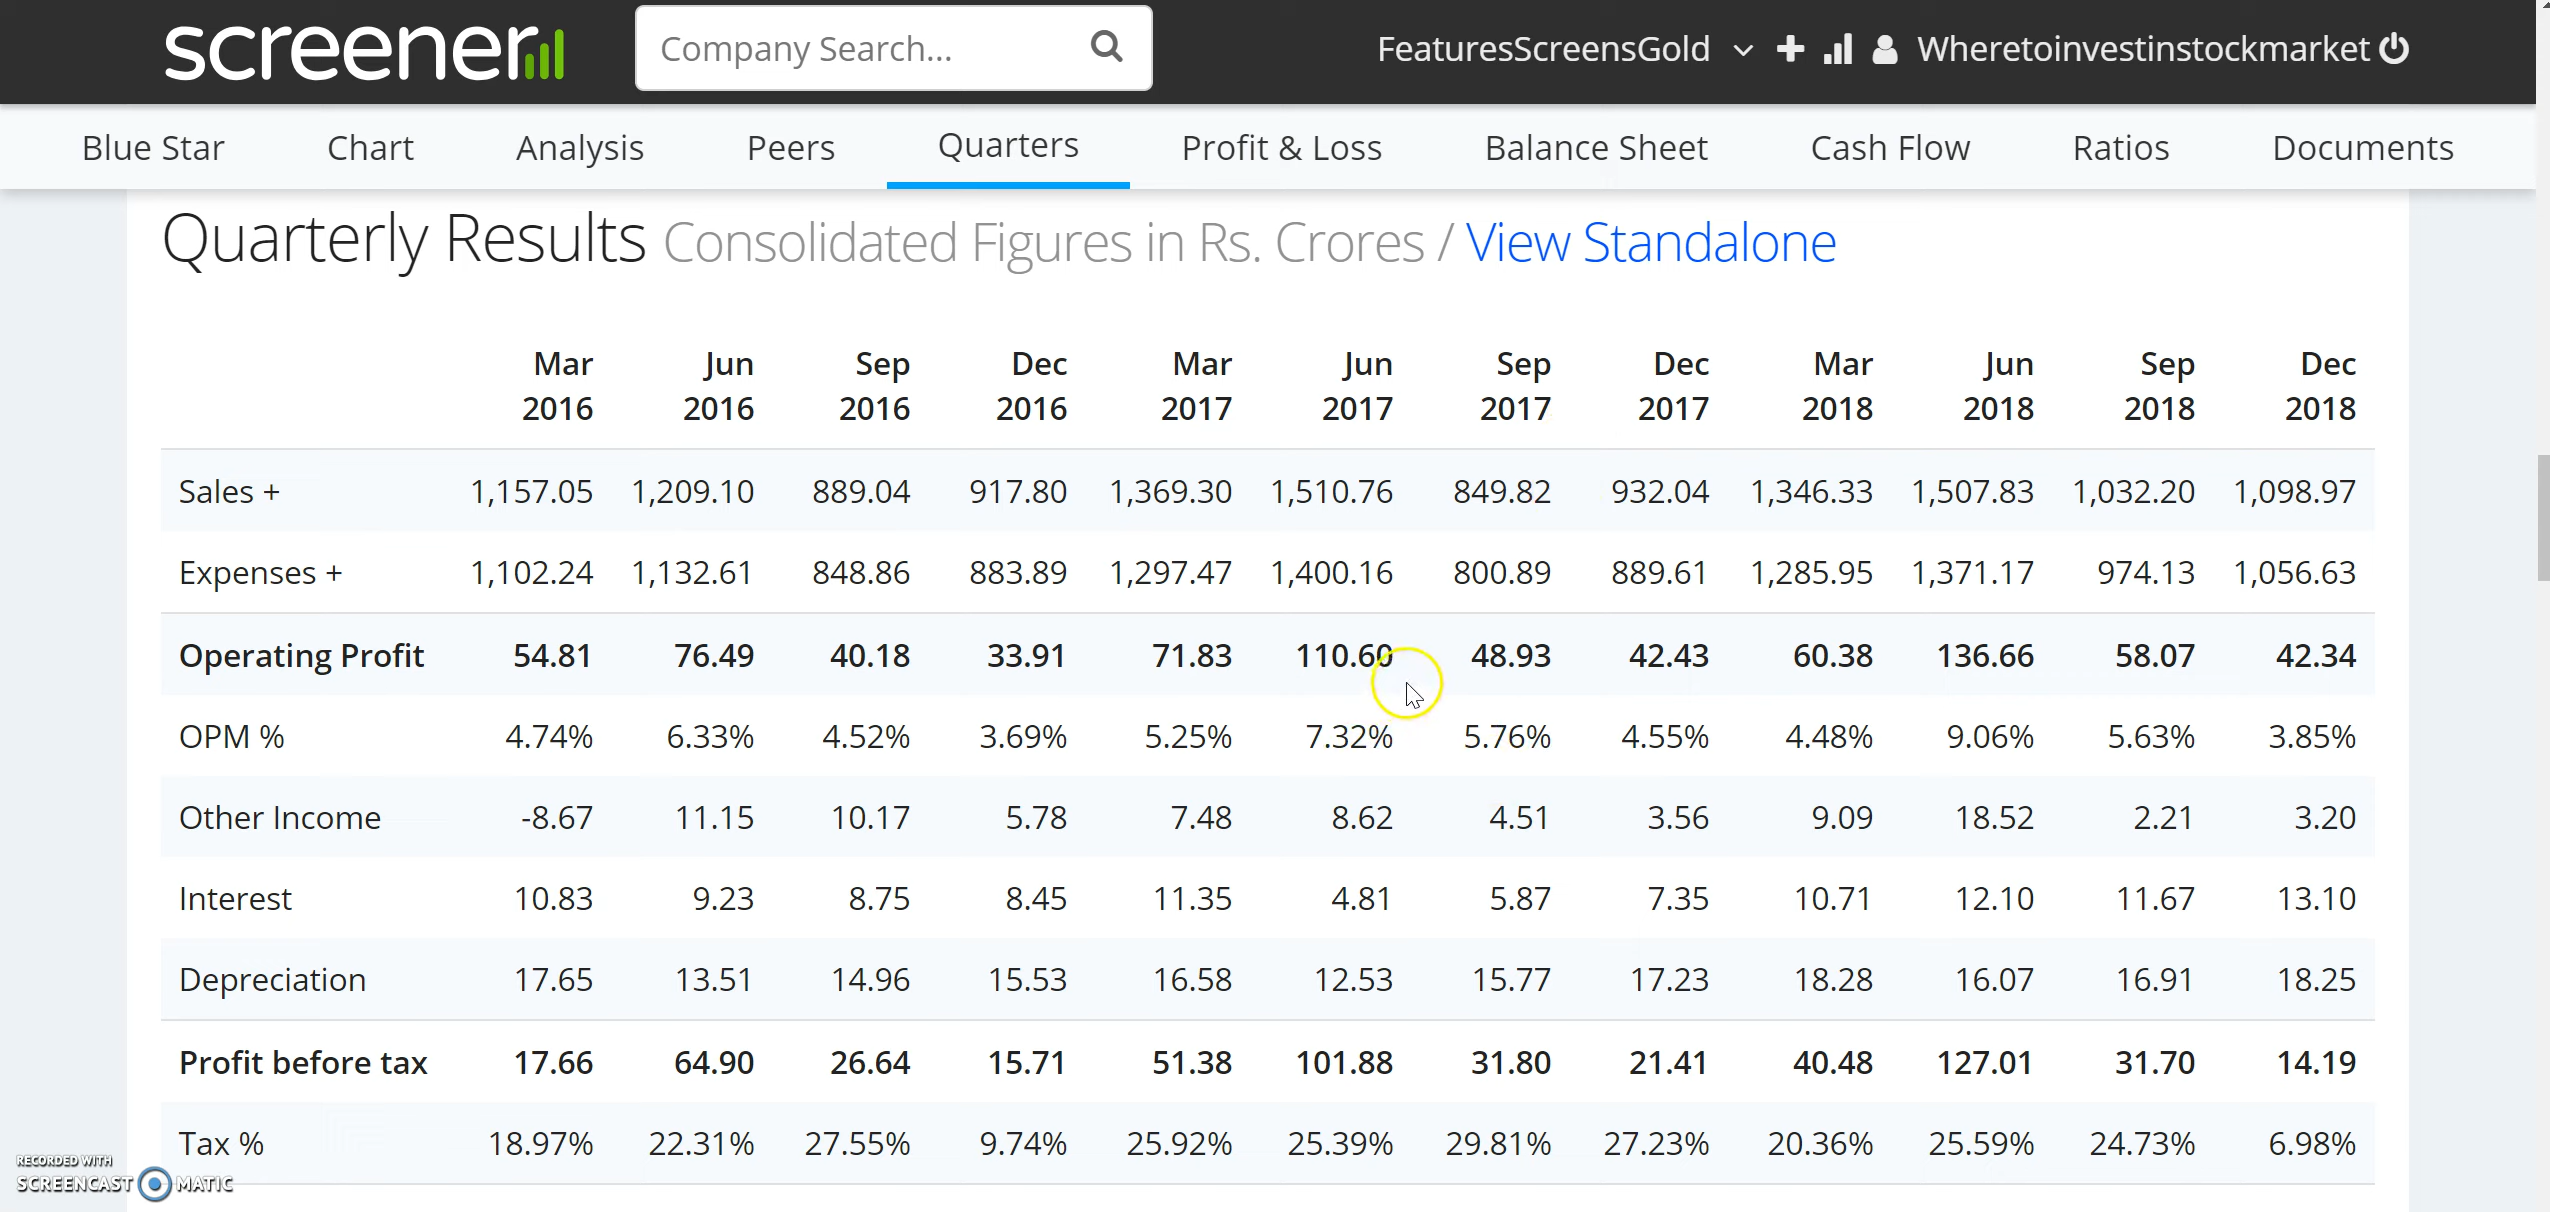 screener Company Search... FeaturesScreensGold Wheretoinvestinstockmarket
Blue Star Chart Analysis Peers Quarters Profit & Loss Balance Sheet Cash Flow Ratios Documents
Quarterly Results Consolidated Figures in Rs. Crores / View Standalone
Mar Jun Sep Dec Mar Jun Sep Dec Mar Jun Sep Dec
2016 2016 2016 2016 2017 2017 2017 2017 2018 2018 2018 2018
Sales + 1,157.05 1,209.10 889.04 917.80 1,369.30 1,510.76 849.82 932.04 1,346.33 1,507.83 1,032.20 1,098.97
Expenses + 1,102.24 1,132.61 848.86 883.89 1,297.47 1,400.16 800.89 889.61 1,285.95 1,371.17 974.13 1,056.63
Operating Profit 54.81 76.49 40.18 33.91 71.83 110.60 48.93 42.43 60.38 136.66 58.07 42.34
OPM % 4.74% 6.33% 4.52% 3.69% 5.25% 7.32% 5.76% 4.55% 4.48% 9.06% 5.63% 3.85%
Other Income -8.67 11.15 10.17 5.78 7.48 8.62 4.51 3.56 9.09 18.52 2.21 3.20
Interest 10.83 9.23 8.75 8.45 11.35 4.81 5.87 7.35 10.71 12.10 11.67 13.10
Depreciation 17.65 13.51 14.96 15.53 16.58 12.53 15.77 17.23 18.28 16.07 16.91 18.25
Profit before tax 17.66 64.90 26.64 15.71 51.38 101.88 31.80 21.41 40.48 127.01 31.70 14.19
Tax % 18.97% 22.31% 27.55% 9.74% 25.92% 25.39% 29.81% 27.23% 20.36% 25.59% 24.73% 6.98%
RECORDED WITH
SCREENCAST MATIC